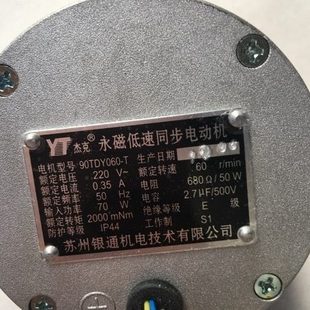 YT 杰克® 永磁低速同步电动机
电机型号 90TDY060-T 生产日期
额定电压 220 V~ 额定转速 60 r/min
额定电流 0.35 A 电阻 680Ω/50W
额定频率 50 Hz 电容 2.7μF/500V
输入功率 70 W 绝缘等级 E 级
额定转矩 2000 mNm 工作制 S1
防护等级 IP44
苏州银通机电技术有限公司